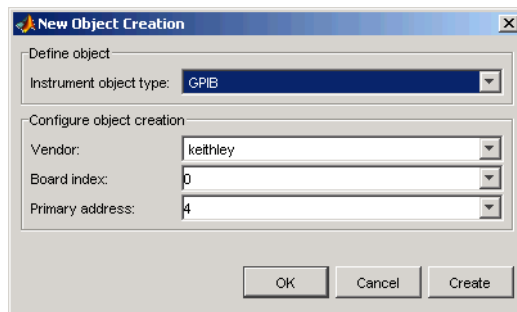 New Object Creation
Define object
Instrument object type: GPIB
Configure object creation
Vendor: keithley
Board index: 0
Primary address: 4
OK Cancel Create